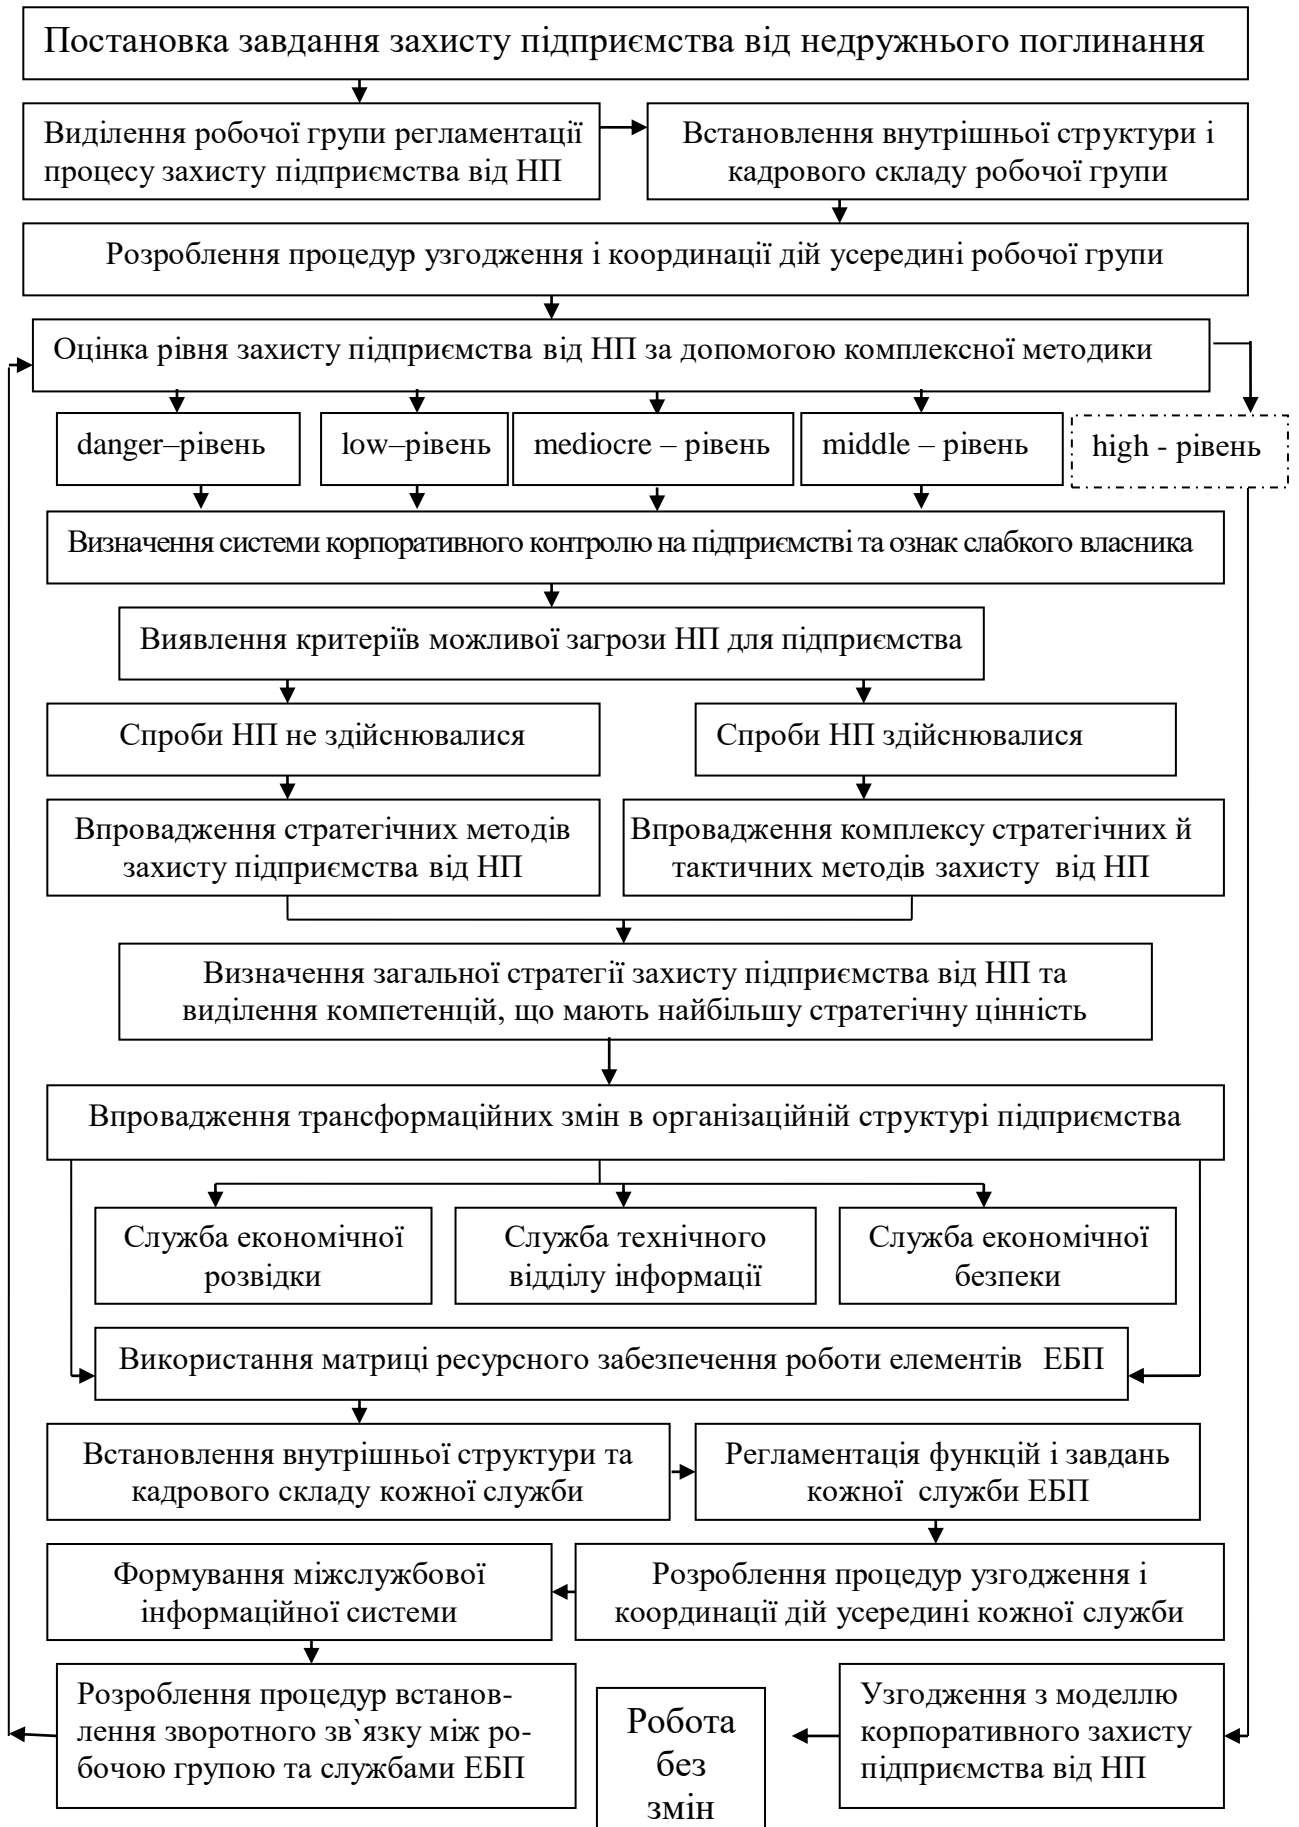 Постановка завдання захисту підприємства від недружнього поглинання
Виділення робочої групи регламентації
процесу захисту підприємства від НП
Встановлення внутрішньої структури і
кадрового складу робочої групи
Розроблення процедур узгодження і координації дій усередині робочої групи
Оцінка рівня захисту підприємства від НП за допомогою комплексної методики
danger–рівень
low–рівень
mediocre – рівень
middle – рівень
high - рівень
Визначення системи корпоративного контролю на підприємстві та ознак слабкого власника
Виявлення критеріїв можливої загрози НП для підприємства
Спроби НП не здійснювалися
Спроби НП здійснювалися
Впровадження стратегічних методів
захисту підприємства від НП
Впровадження комплексу стратегічних й
тактичних методів захисту від НП
Визначення загальної стратегії захисту підприємства від НП та
виділення компетенцій, що мають найбільшу стратегічну цінність
Впровадження трансформаційних змін в організаційній структурі підприємства
Служба економічної
розвідки
Служба технічного
відділу інформації
Служба економічної
безпеки
Використання матриці ресурсного забезпечення роботи елементів ЕБП
Встановлення внутрішньої структури та
кадрового складу кожної служби
Регламентація функцій і завдань
кожної служби ЕБП
Формування міжслужбової
інформаційної системи
Розроблення процедур узгодження і
координації дій усередині кожної служби
Розроблення процедур встанов-
лення зворотного зв`язку між ро-
бочою групою та службами ЕБП
Робота
без
змін
Узгодження з моделлю
корпоративного захисту
підприємства від НП